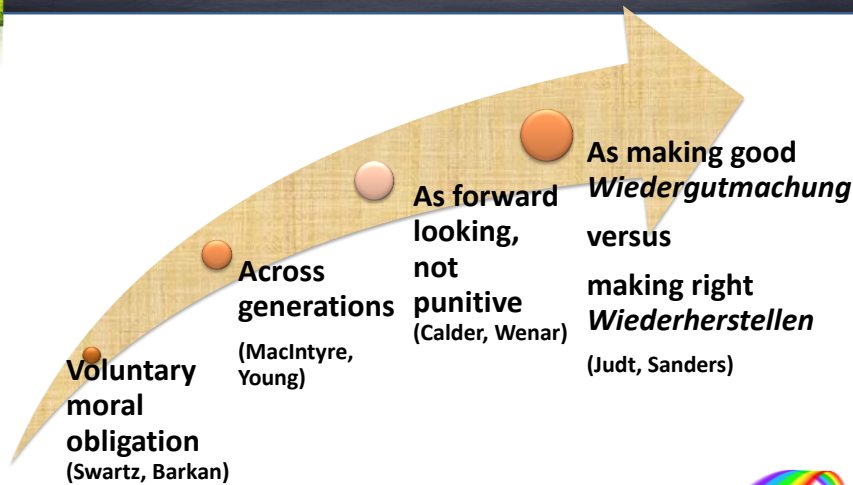 Voluntary
moral
obligation
(Swartz, Barkan)
Across
generations
(MacIntyre,
Young)
As forward
looking,
not
punitive
(Calder, Wenar)
As making good
Wiedergutmachung
versus
making right
Wiederherstellen
(Judt, Sanders)